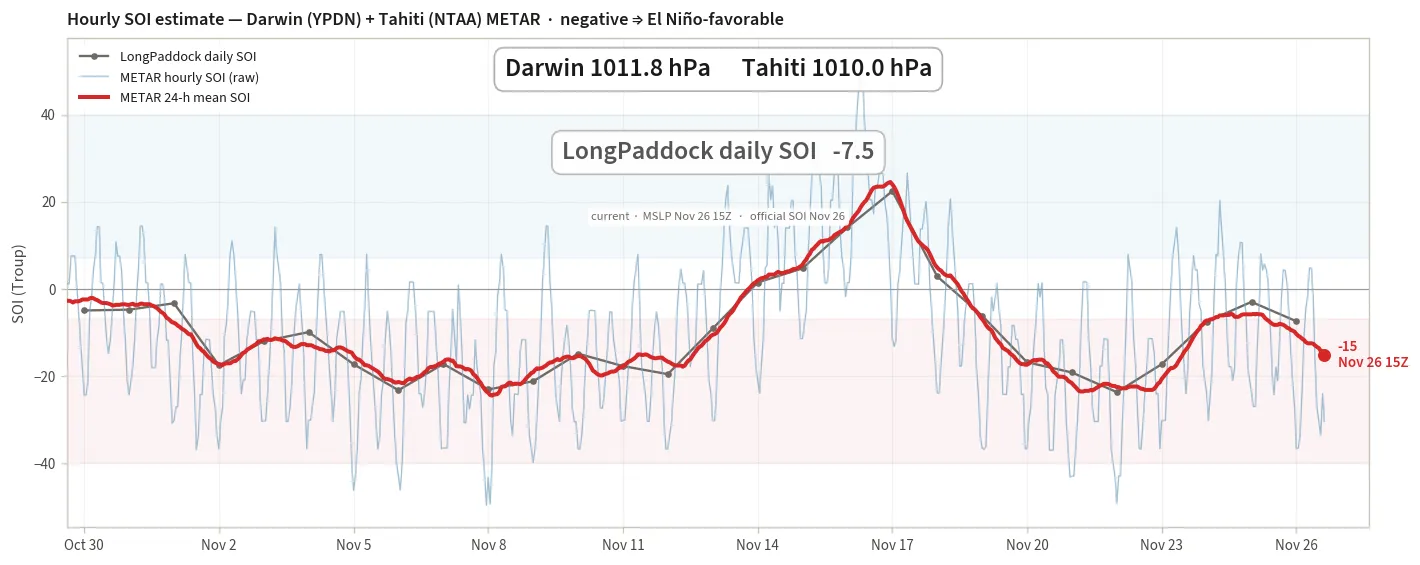 Hourly SOI estimate — Darwin (YPDN) + Tahiti (NTAA) METAR · negative ⇒ El Niño-favorable
LongPaddock daily SOI
METAR hourly SOI (raw)
METAR 24-h mean SOI
Darwin 1011.8 hPa Tahiti 1010.0 hPa
LongPaddock daily SOI -7.5
current · MSLP Nov 26 15Z · official SOI Nov 26
SOI (Troup)
40
20
0
−20
−40
-15
Nov 26 15Z
Oct 30 Nov 2 Nov 5 Nov 8 Nov 11 Nov 14 Nov 17 Nov 20 Nov 23 Nov 26